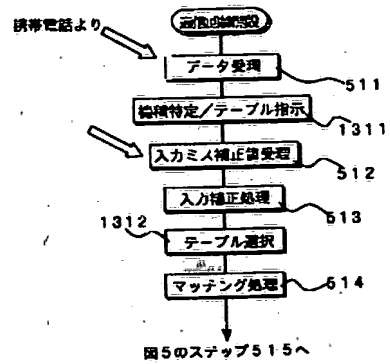 携帯電話より
データ受理
511
機種特定/テーブル指示
1311
入力ミス補正値受理
512
入力補正処理
513
1312
テーブル選択
マッチング処理
514
図5のステップ515へ